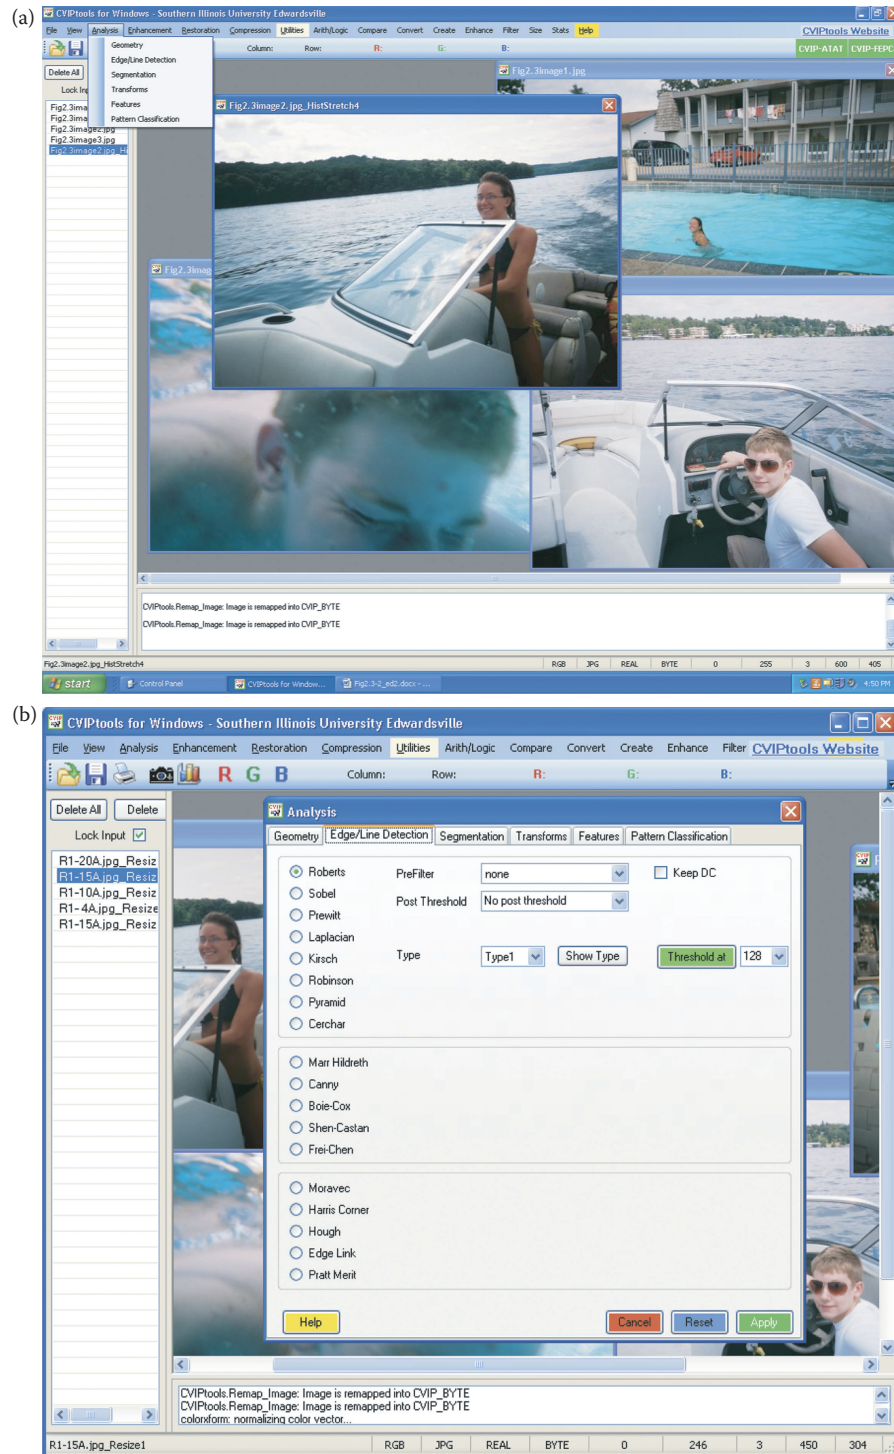 (a)
CVIPtools for Windows - Southern Illinois University Edwardsville
File View Analysis Enhancement Restoration Compression Utilities Arith/Logic Compare Convert Create Enhance Filter Size Stats Help CVIPtools Website
Column: Row: R: G: B: CVIP-ATAT CVIP-FEPC
Geometry
Edge/Line Detection
Segmentation
Transforms
Features
Pattern Classification
Delete All
Lock Inp
Fig2.3ima
Fig2.3ima
Fig2.3image2.jpg
Fig2.3image3.jpg
Fig2.3image2.jpg_Hi
Fig2.3image1.jpg
Fig2.3image2.jpg_HistStretch4
Fig2.3image
CVIPtools.Remap_Image: Image is remapped into CVIP_BYTE
CVIPtools.Remap_Image: Image is remapped into CVIP_BYTE
Fig2.3image2.jpg_HistStretch4 RGB JPG REAL BYTE 0 255 3 600 405
start Control Panel CVIPtools for Window... Fig2.3-2_ed2.docx - ... 4:50 PM
(b)
CVIPtools for Windows - Southern Illinois University Edwardsville
File View Analysis Enhancement Restoration Compression Utilities Arith/Logic Compare Convert Create Enhance Filter CVIPtools Website
R G B Column: Row: R: G: B:
Delete All Delete
Lock Input
R1-20A.jpg_Resiz
R1-15A.jpg_Resiz
R1-10A.jpg_Resiz
R1- 4A.jpg_Resize
R1-15A.jpg_Resiz
Analysis
Geometry Edge/Line Detection Segmentation Transforms Features Pattern Classification
Roberts PreFilter none Keep DC
Sobel Post Threshold No post threshold
Prewitt
Laplacian
Kirsch Type Type1 Show Type Threshold at 128
Robinson
Pyramid
Cerchar
Marr Hildreth
Canny
Boie-Cox
Shen-Castan
Frei-Chen
Moravec
Harris Corner
Hough
Edge Link
Pratt Merit
Help Cancel Reset Apply
CVIPtools.Remap_Image: Image is remapped into CVIP_BYTE
CVIPtools.Remap_Image: Image is remapped into CVIP_BYTE
colorxform: normalizing color vector...
R1-15A.jpg_Resize1 RGB JPG REAL BYTE 0 246 3 450 304